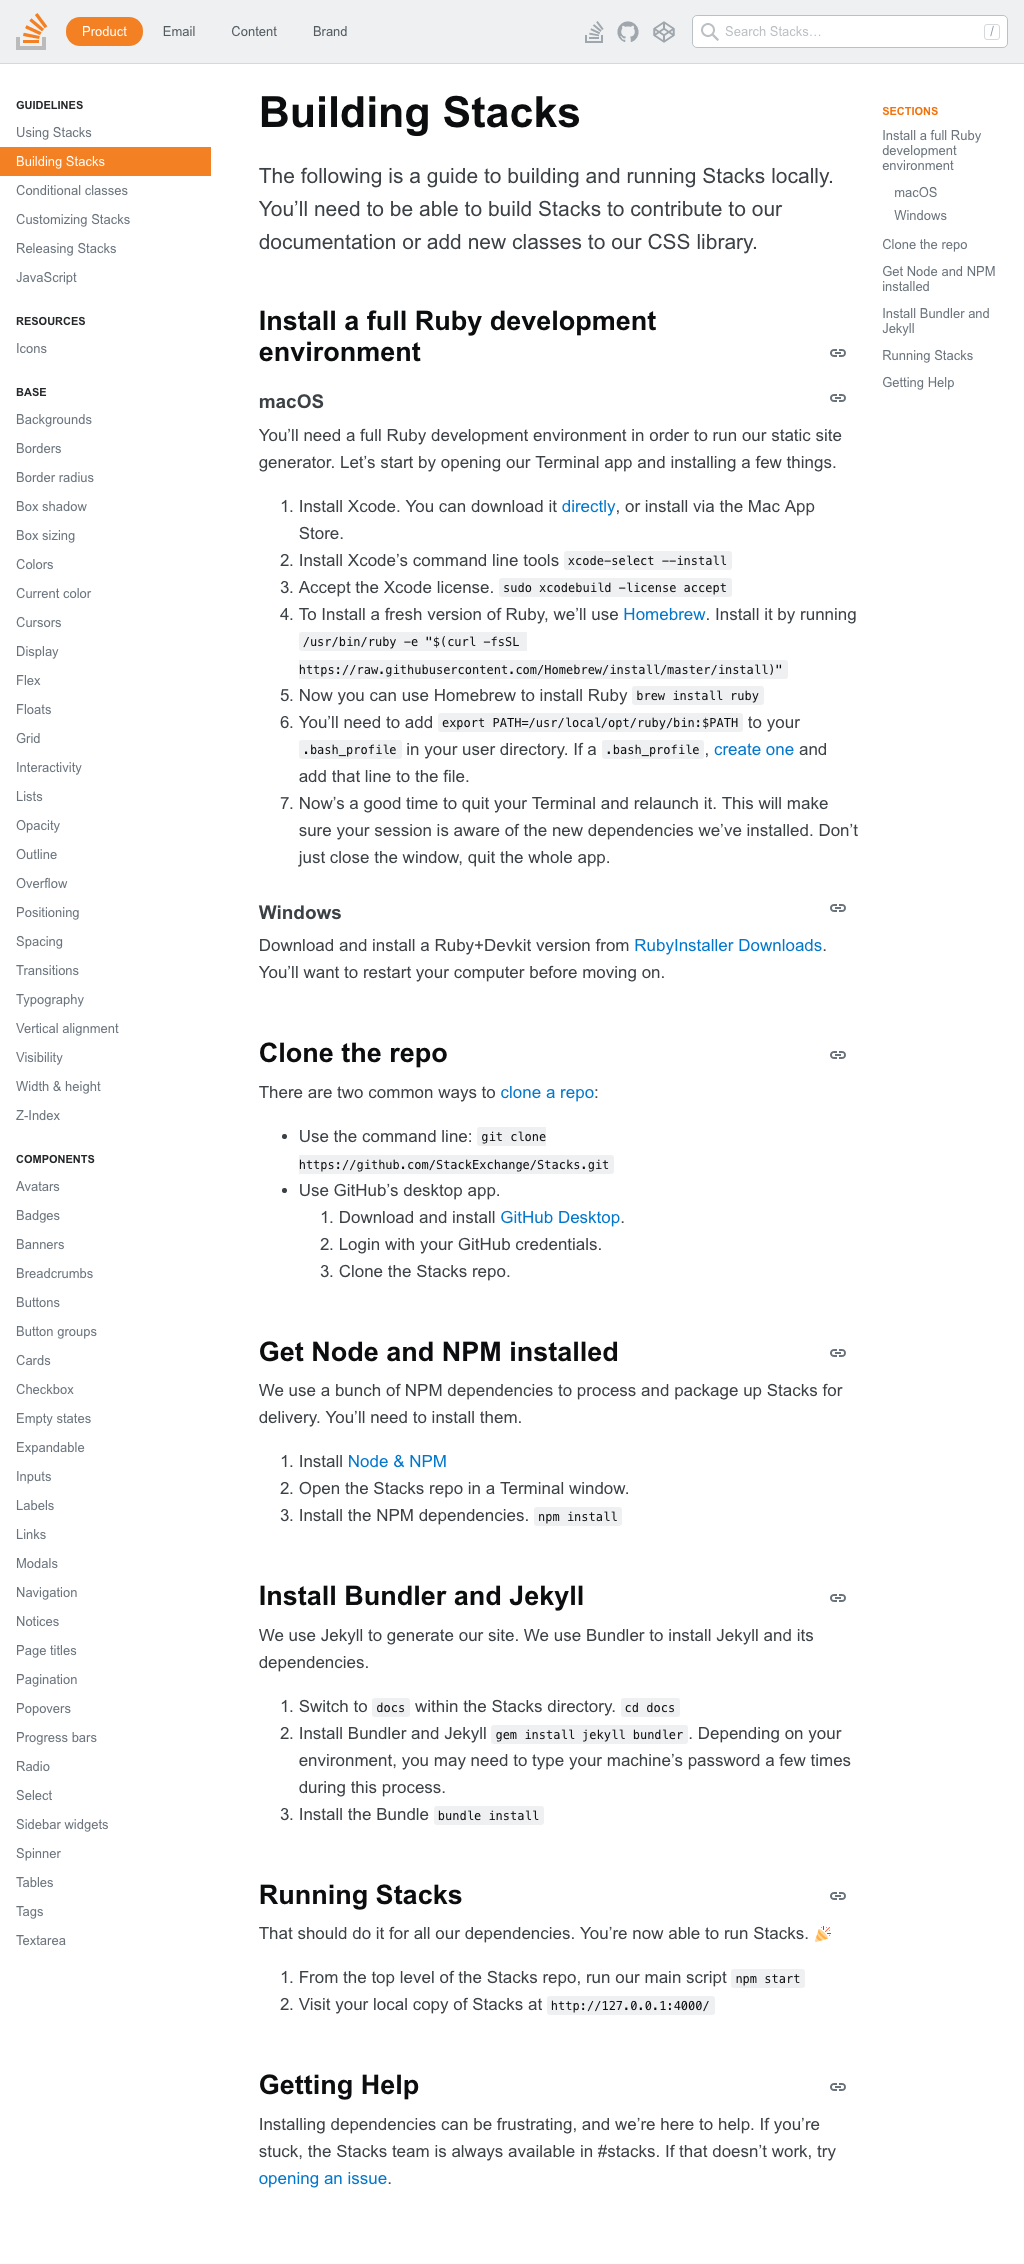 Product
Email
Content
Brand
Search Stacks…
/
GUIDELINES
Using Stacks
Building Stacks
Conditional classes
Customizing Stacks
Releasing Stacks
JavaScript
RESOURCES
Icons
BASE
Backgrounds
Borders
Border radius
Box shadow
Box sizing
Colors
Current color
Cursors
Display
Flex
Floats
Grid
Interactivity
Lists
Opacity
Outline
Overflow
Positioning
Spacing
Transitions
Typography
Vertical alignment
Visibility
Width & height
Z-Index
COMPONENTS
Avatars
Badges
Banners
Breadcrumbs
Buttons
Button groups
Cards
Checkbox
Empty states
Expandable
Inputs
Labels
Links
Modals
Navigation
Notices
Page titles
Pagination
Popovers
Progress bars
Radio
Select
Sidebar widgets
Spinner
Tables
Tags
Textarea
Building Stacks
The following is a guide to building and running Stacks locally.
You’ll need to be able to build Stacks to contribute to our
documentation or add new classes to our CSS library.
Install a full Ruby development
environment
macOS
You’ll need a full Ruby development environment in order to run our static site
generator. Let’s start by opening our Terminal app and installing a few things.
1. Install Xcode. You can download it directly, or install via the Mac App
Store.
2. Install Xcode’s command line tools xcode-select --install
3. Accept the Xcode license. sudo xcodebuild -license accept
4. To Install a fresh version of Ruby, we’ll use Homebrew. Install it by running
/usr/bin/ruby -e "$(curl -fsSL
https://raw.githubusercontent.com/Homebrew/install/master/install)"
5. Now you can use Homebrew to install Ruby brew install ruby
6. You’ll need to add export PATH=/usr/local/opt/ruby/bin:$PATH to your
.bash_profile in your user directory. If a .bash_profile, create one and
add that line to the file.
7. Now’s a good time to quit your Terminal and relaunch it. This will make
sure your session is aware of the new dependencies we’ve installed. Don’t
just close the window, quit the whole app.
Windows
Download and install a Ruby+Devkit version from RubyInstaller Downloads.
You’ll want to restart your computer before moving on.
Clone the repo
There are two common ways to clone a repo:
• Use the command line: git clone
https://github.com/StackExchange/Stacks.git
• Use GitHub’s desktop app.
1. Download and install GitHub Desktop.
2. Login with your GitHub credentials.
3. Clone the Stacks repo.
Get Node and NPM installed
We use a bunch of NPM dependencies to process and package up Stacks for
delivery. You’ll need to install them.
1. Install Node & NPM
2. Open the Stacks repo in a Terminal window.
3. Install the NPM dependencies. npm install
Install Bundler and Jekyll
We use Jekyll to generate our site. We use Bundler to install Jekyll and its
dependencies.
1. Switch to docs within the Stacks directory. cd docs
2. Install Bundler and Jekyll gem install jekyll bundler. Depending on your
environment, you may need to type your machine’s password a few times
during this process.
3. Install the Bundle bundle install
Running Stacks
That should do it for all our dependencies. You’re now able to run Stacks. 🎉
1. From the top level of the Stacks repo, run our main script npm start
2. Visit your local copy of Stacks at http://127.0.0.1:4000/
Getting Help
Installing dependencies can be frustrating, and we’re here to help. If you’re
stuck, the Stacks team is always available in #stacks. If that doesn’t work, try
opening an issue.
SECTIONS
Install a full Ruby
development
environment
macOS
Windows
Clone the repo
Get Node and NPM
installed
Install Bundler and
Jekyll
Running Stacks
Getting Help